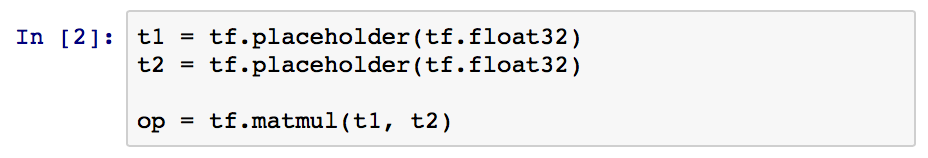 In [2]: t1 = tf.placeholder(tf.float32)
t2 = tf.placeholder(tf.float32)
op = tf.matmul(t1, t2)